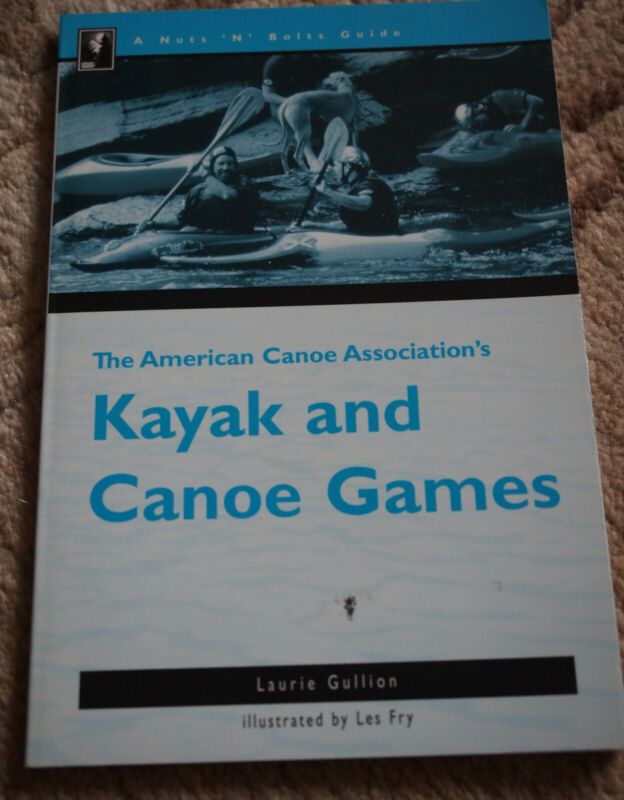 A Nuts 'N' Bolts Guide
The American Canoe Association's
Kayak and
Canoe Games
Laurie Gullion
illustrated by Les Fry